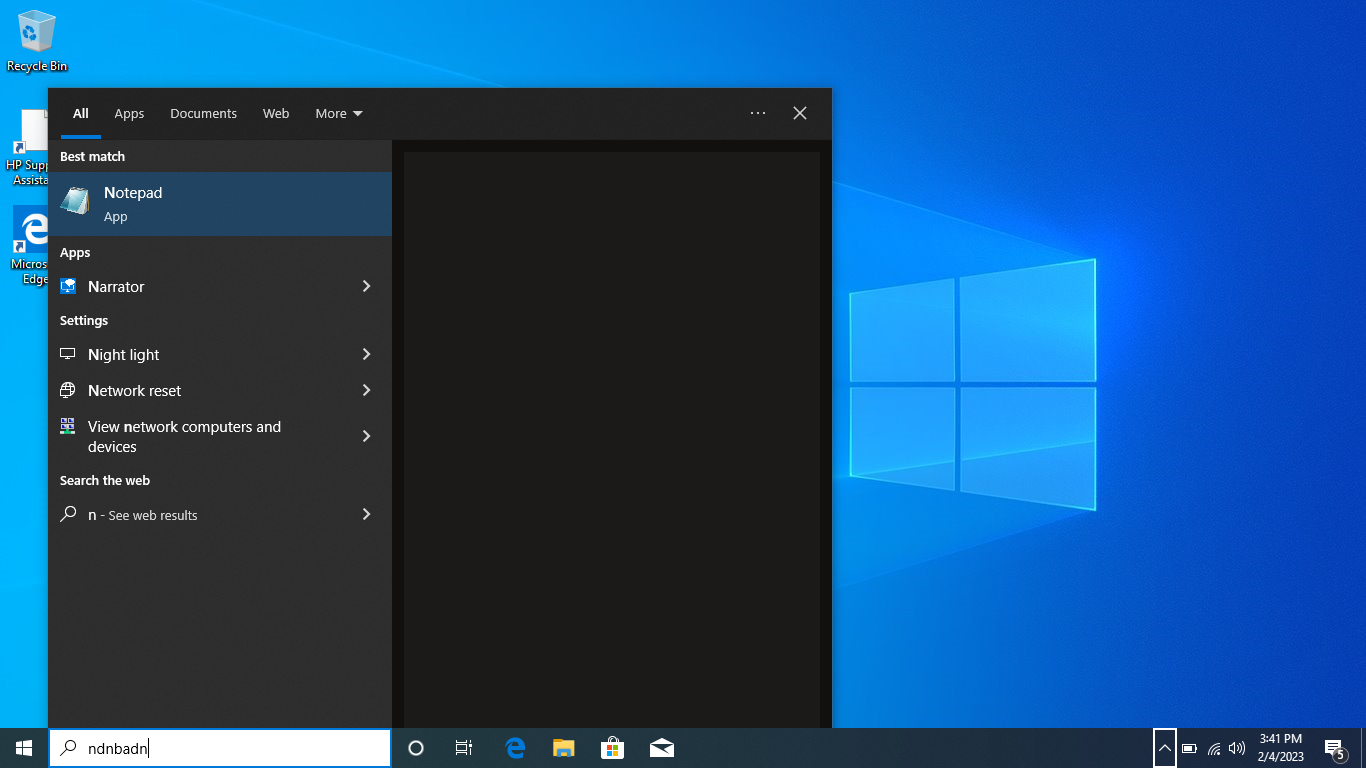 Recycle Bin
HP Supp
Assista
Micros
Edge
All Apps Documents Web More
Best match
Notepad
App
Apps
Narrator
Settings
Night light
Network reset
View network computers and
devices
Search the web
n - See web results
ndnbadn
3:41 PM
2/4/2023
5